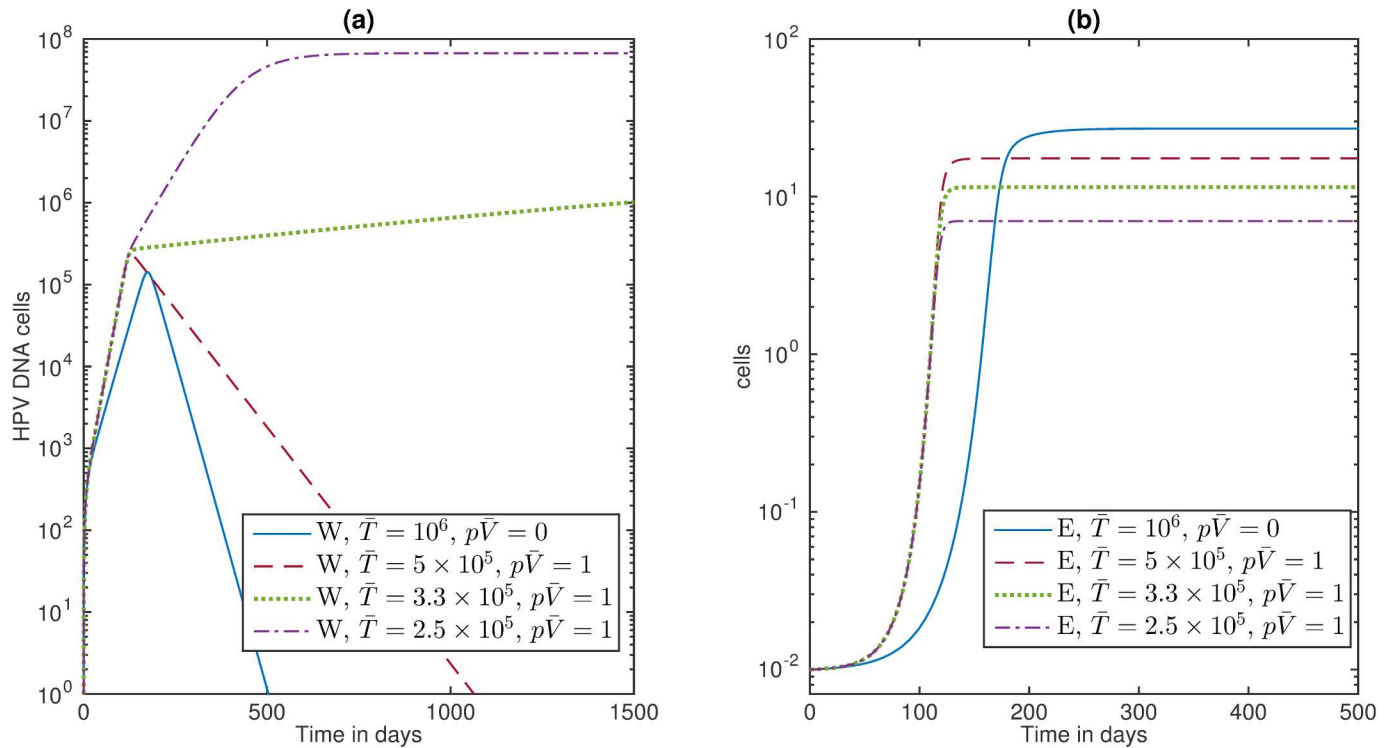 (a)
10^8
10^7
10^6
10^5
10^4
10^3
10^2
10^1
10^0
HPV DNA cells
0
500
1000
1500
Time in days
W, T̄ = 10^6, pV̄ = 0
W, T̄ = 5 × 10^5, pV̄ = 1
W, T̄ = 3.3 × 10^5, pV̄ = 1
W, T̄ = 2.5 × 10^5, pV̄ = 1
(b)
10^2
10^1
10^0
10^-1
10^-2
cells
0
100
200
300
400
500
Time in days
E, T̄ = 10^6, pV̄ = 0
E, T̄ = 5 × 10^5, pV̄ = 1
E, T̄ = 3.3 × 10^5, pV̄ = 1
E, T̄ = 2.5 × 10^5, pV̄ = 1